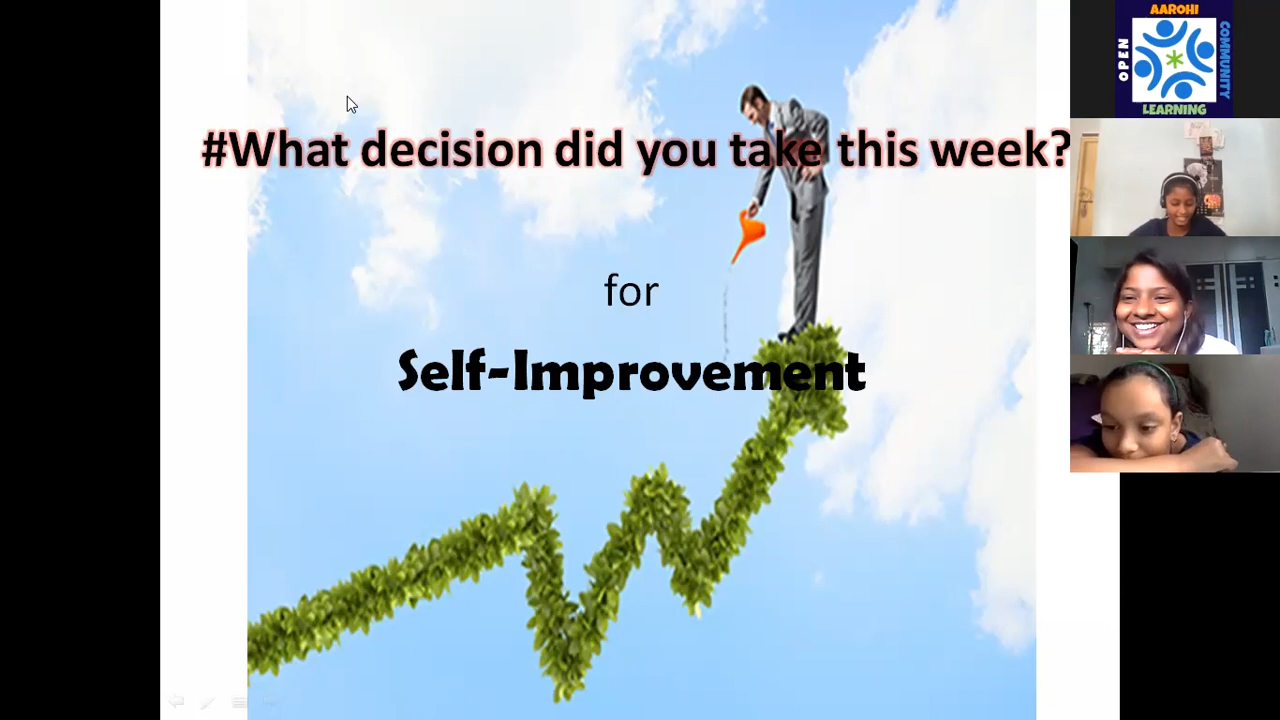 #What decision did you take this week?
for
Self-Improvement
AAROHI
OPEN
COMMUNITY
LEARNING